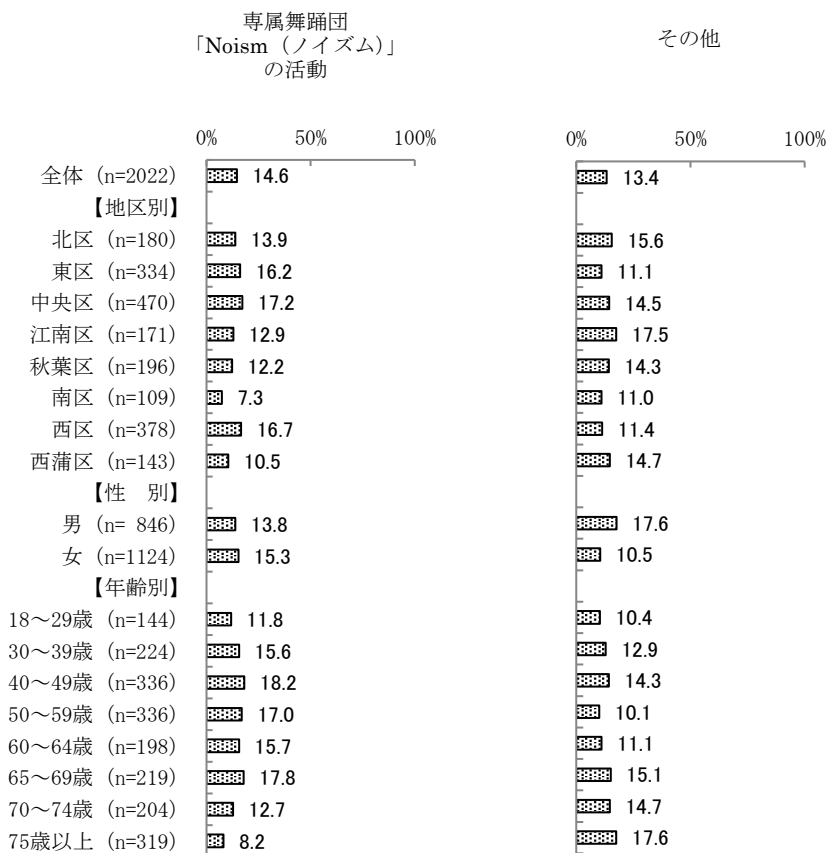 専属舞踊団
「Noism（ノイズム）」
の活動
その他
0% 50% 100% 0% 50% 100%
全体 (n=2022) 14.6 13.4
【地区別】
北区 (n=180) 13.9 15.6
東区 (n=334) 16.2 11.1
中央区 (n=470) 17.2 14.5
江南区 (n=171) 12.9 17.5
秋葉区 (n=196) 12.2 14.3
南区 (n=109) 7.3 11.0
西区 (n=378) 16.7 11.4
西蒲区 (n=143) 10.5 14.7
【性　別】
男 (n= 846) 13.8 17.6
女 (n=1124) 15.3 10.5
【年齢別】
18～29歳 (n=144) 11.8 10.4
30～39歳 (n=224) 15.6 12.9
40～49歳 (n=336) 18.2 14.3
50～59歳 (n=336) 17.0 10.1
60～64歳 (n=198) 15.7 11.1
65～69歳 (n=219) 17.8 15.1
70～74歳 (n=204) 12.7 14.7
75歳以上 (n=319) 8.2 17.6